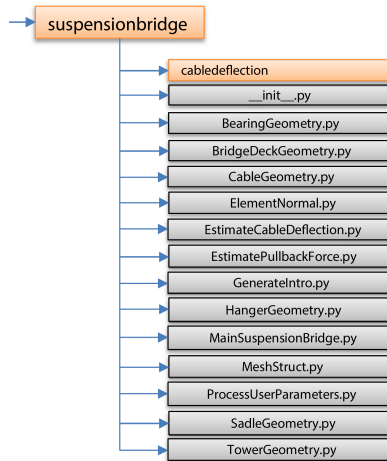 suspensionbridge
cabledeflection
__init__.py
BearingGeometry.py
BridgeDeckGeometry.py
CableGeometry.py
ElementNormal.py
EstimateCableDeflection.py
EstimatePullbackForce.py
GenerateIntro.py
HangerGeometry.py
MainSuspensionBridge.py
MeshStruct.py
ProcessUserParameters.py
SadleGeometry.py
TowerGeometry.py